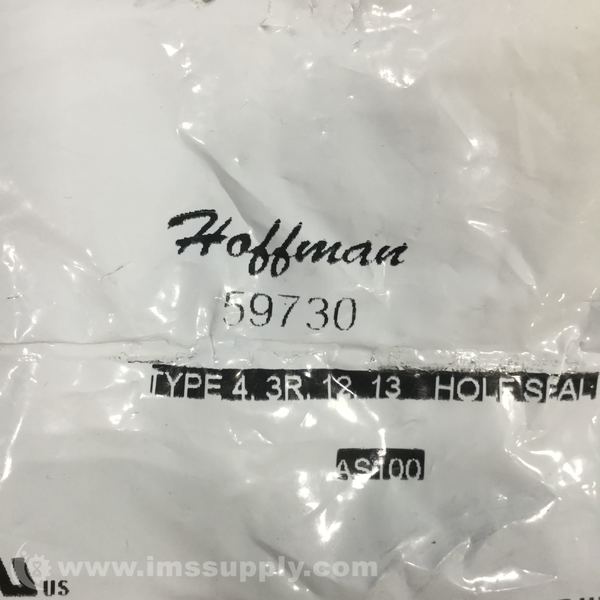 Hoffman
59730
TYPE 4, 3R, 12, 13 HOLE SEAL
AS100
US
www.imssupply.com